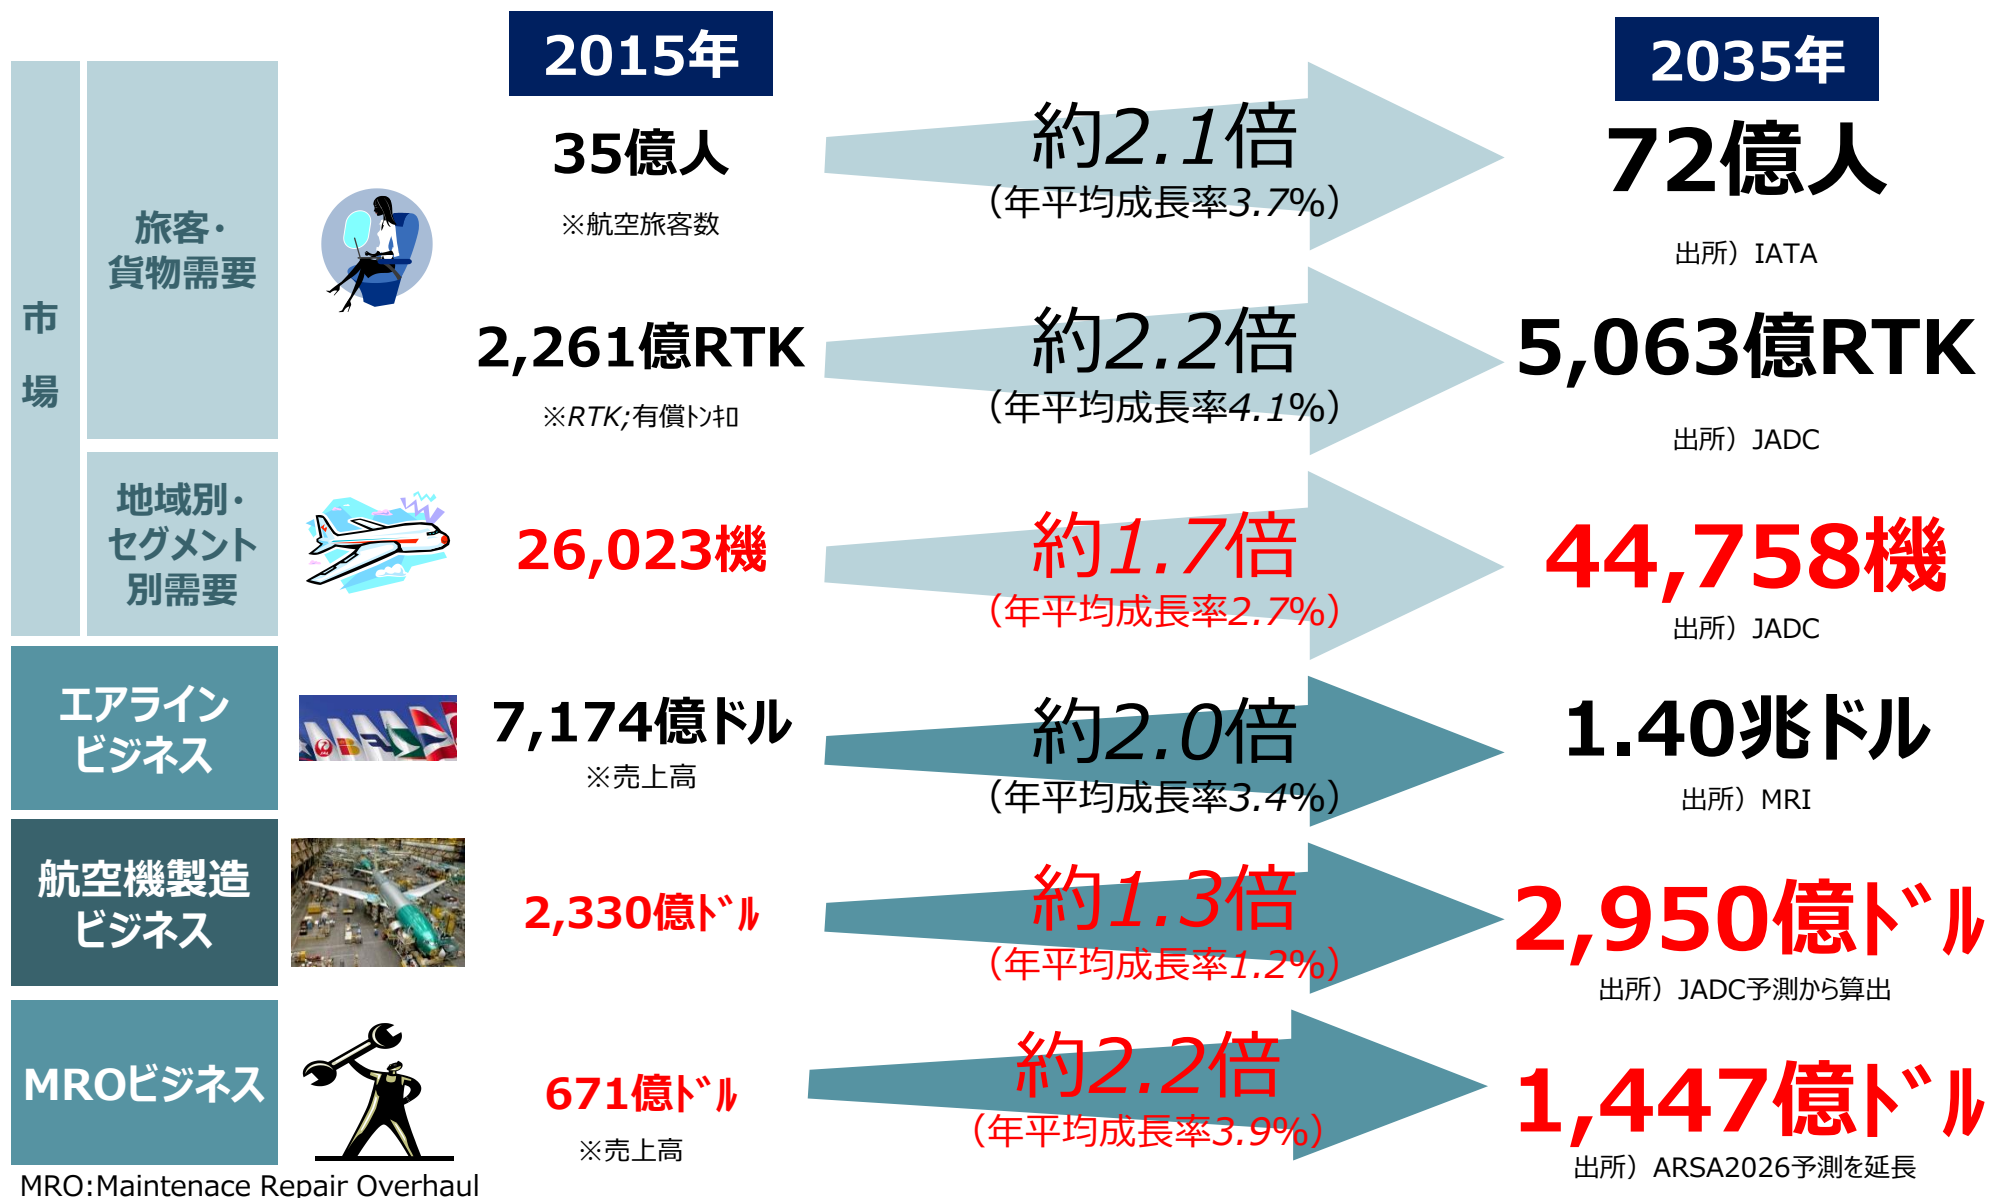 2015年
2035年
市場
旅客・
貨物需要
35億人
※航空旅客数
約2.1倍
（年平均成長率3.7%）
72億人
出所）IATA
2,261億RTK
※RTK;有償ﾄﾝｷﾛ
約2.2倍
（年平均成長率4.1%）
5,063億RTK
出所）JADC
地域別・
セグメント
別需要
26,023機
約1.7倍
（年平均成長率2.7%）
44,758機
出所）JADC
エアライン
ビジネス
7,174億ドル
※売上高
約2.0倍
（年平均成長率3.4%）
1.40兆ドル
出所）MRI
航空機製造
ビジネス
2,330億ﾄﾞﾙ
約1.3倍
（年平均成長率1.2%）
2,950億ﾄﾞﾙ
出所）JADC予測から算出
MROビジネス
671億ﾄﾞﾙ
※売上高
約2.2倍
（年平均成長率3.9%）
1,447億ﾄﾞﾙ
出所）ARSA2026予測を延長
MRO:Maintenace Repair Overhaul